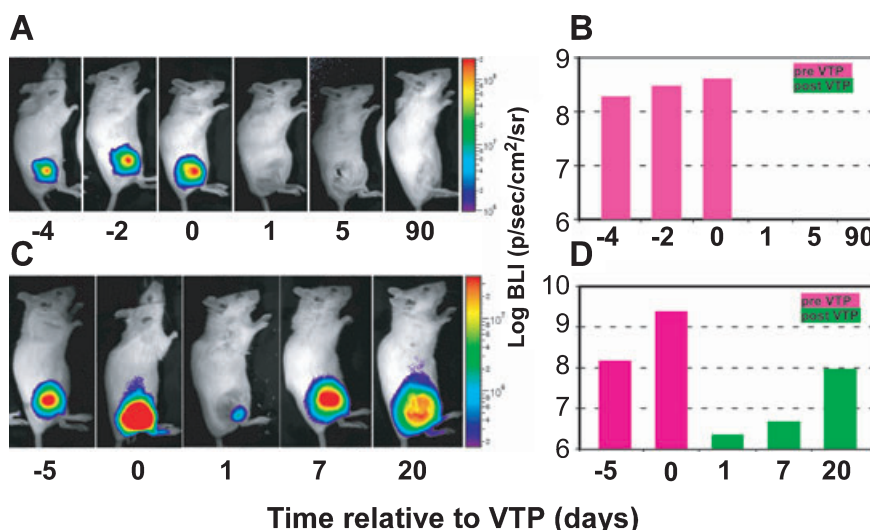 A
B
9
8
7
6
pre VTP
post VTP
-4 -2 0 1 5 90
-4 -2 0 1 5 90
Log BLI (p/sec/cm²/sr)
C
D
10
9
8
7
6
pre VTP
post VTP
-5 0 1 7 20
-5 0 1 7 20
Time relative to VTP (days)